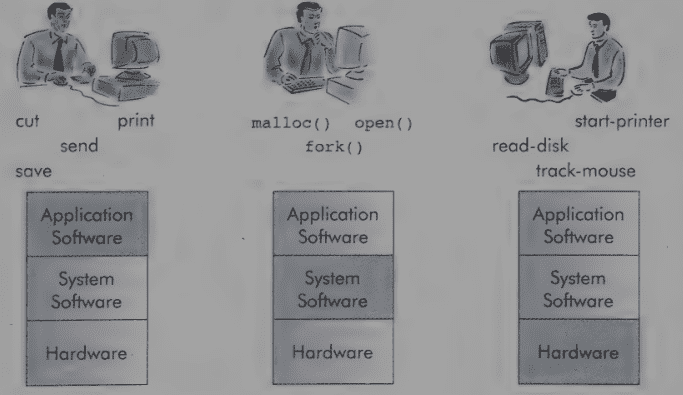 cut print
send
save
malloc() open()
fork()
start-printer
read-disk
track-mouse
Application
Software
System
Software
Hardware
Application
Software
System
Software
Hardware
Application
Software
System
Software
Hardware